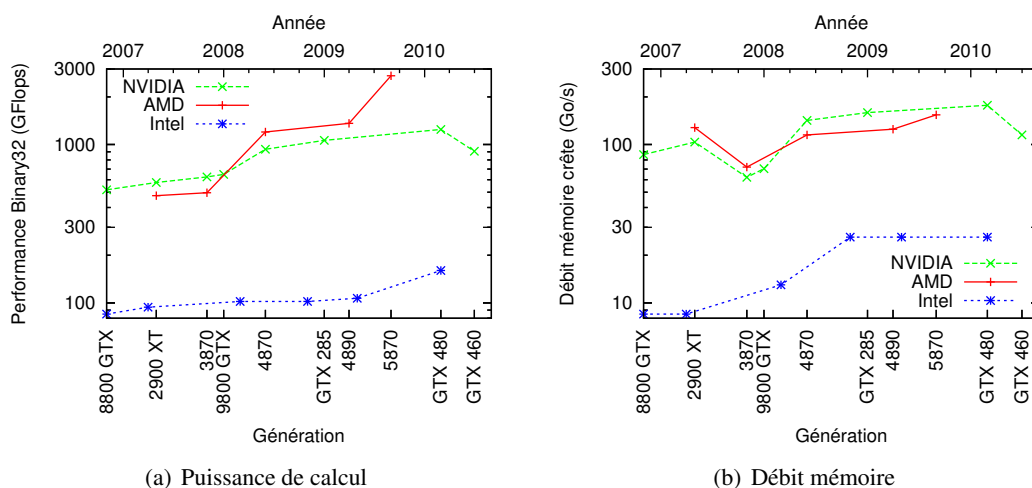 Année
2007 2008 2009 2010
Performance Binary32 (GFlops)
3000
1000
300
100
NVIDIA
AMD
Intel
8800 GTX
2900 XT
3870
9800 GTX
4870
GTX 285
4890
5870
GTX 480
GTX 460
Génération
(a) Puissance de calcul
Année
2007 2008 2009 2010
Débit mémoire crête (Go/s)
300
100
30
10
NVIDIA
AMD
Intel
8800 GTX
2900 XT
3870
9800 GTX
4870
GTX 285
4890
5870
GTX 480
GTX 460
Génération
(b) Débit mémoire